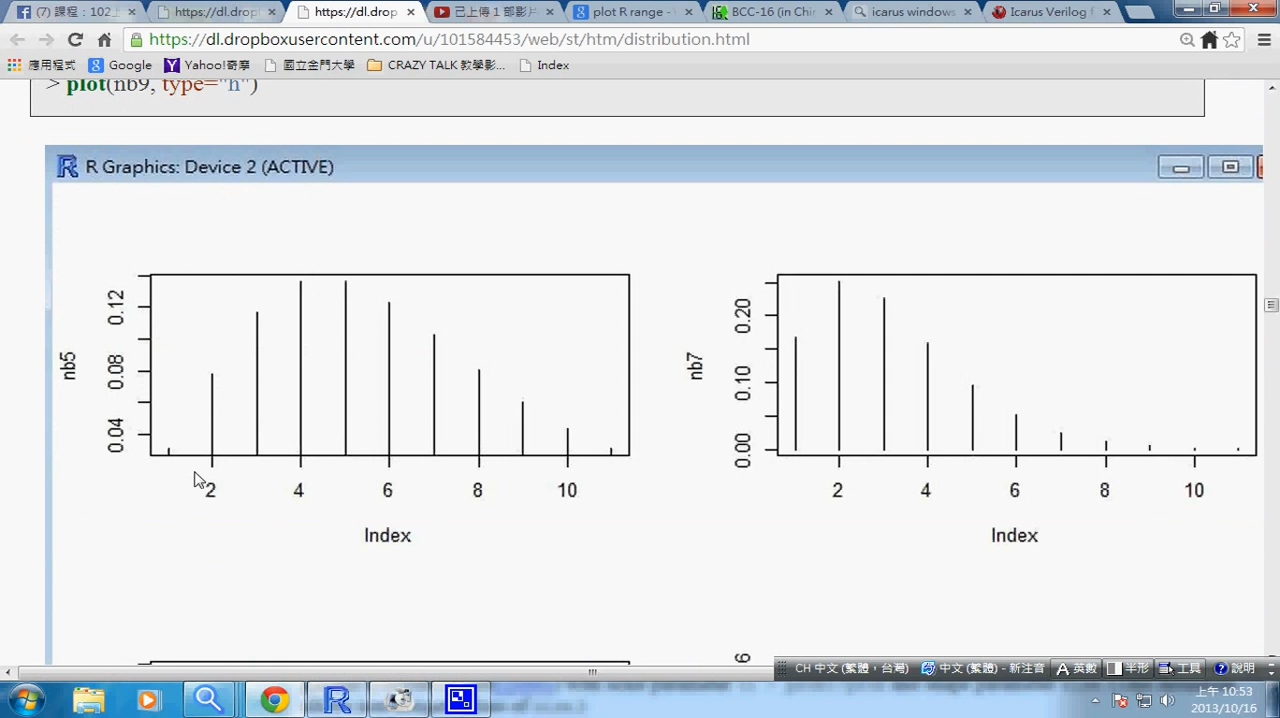 (7) 課程：102上
https://dl.drop
https://dl.drop
己上傳 1 部影片
plot R range -
BCC-16 (in Chin
icarus windows
Icarus Verilog f
https://dl.dropboxusercontent.com/u/101584453/web/st/htm/distribution.html
應用程式
Google
Yahoo!奇摩
國立金門大學
CRAZY TALK 教學影...
Index
> plot(nb9, type="h")
R Graphics: Device 2 (ACTIVE)
nb5
0.12
0.08
0.04
2 4 6 8 10
Index
nb7
0.20
0.10
0.00
2 4 6 8 10
Index
CH 中文 (繁體，台灣)
中文 (繁體) - 新注音
英數
半形
工具
說明
上午 10:53
2013/10/16